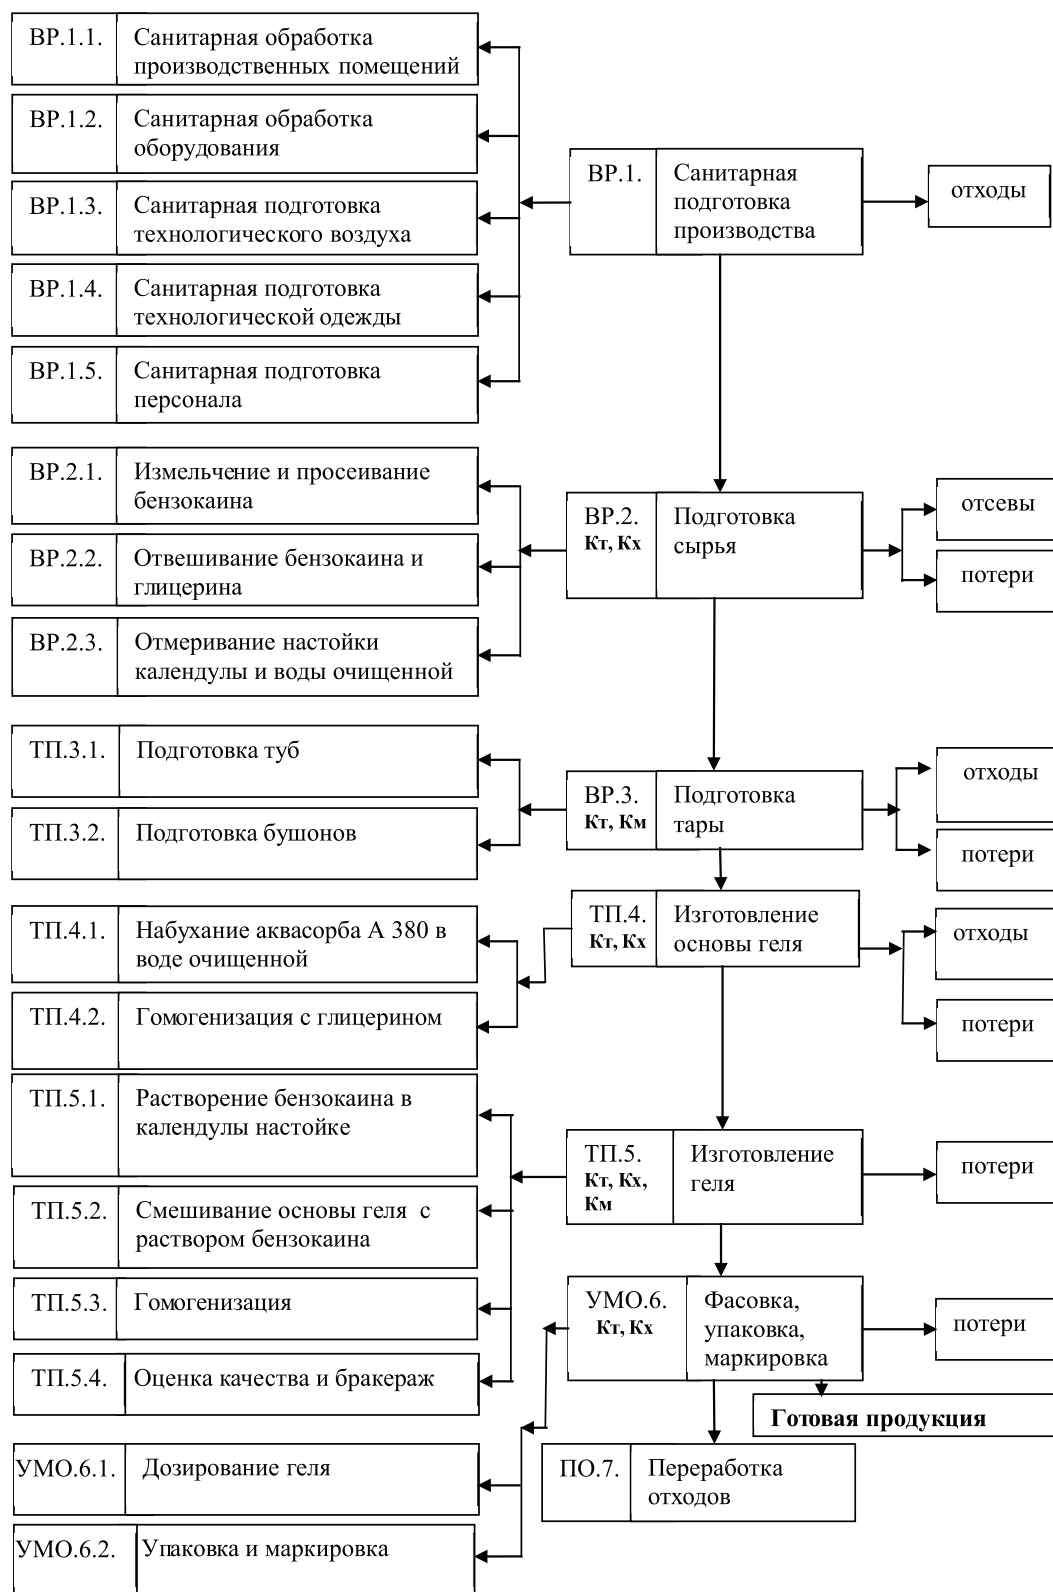 ВР.1.1. Санитарная обработка
производственных помещений
ВР.1.2. Санитарная обработка
оборудования
ВР.1.3. Санитарная подготовка
технологического воздуха
ВР.1.4. Санитарная подготовка
технологической одежды
ВР.1.5. Санитарная подготовка
персонала
ВР.1. Санитарная
подготовка
производства
отходы
ВР.2.1. Измельчение и просеивание
бензокаина
ВР.2.2. Отвешивание бензокаина и
глицерина
ВР.2.3. Отмеривание настойки
календулы и воды очищенной
ВР.2. Подготовка
Кт, Кх сырья
отсевы
потери
ТП.3.1. Подготовка туб
ТП.3.2. Подготовка бушонов
ВР.3. Подготовка
Кт, Км тары
отходы
потери
ТП.4.1. Набухание аквасорба А 380 в
воде очищенной
ТП.4.2. Гомогенизация с глицерином
ТП.4. Изготовление
Кт, Кх основы геля
отходы
потери
ТП.5.1. Растворение бензокаина в
календулы настойке
ТП.5.2. Смешивание основы геля с
раствором бензокаина
ТП.5.3. Гомогенизация
ТП.5.4. Оценка качества и бракераж
ТП.5. Изготовление
Кт, Кх, геля
Км
потери
УМО.6. Фасовка,
Кт, Кх упаковка,
маркировка
потери
Готовая продукция
УМО.6.1. Дозирование геля
УМО.6.2. Упаковка и маркировка
ПО.7. Переработка
отходов